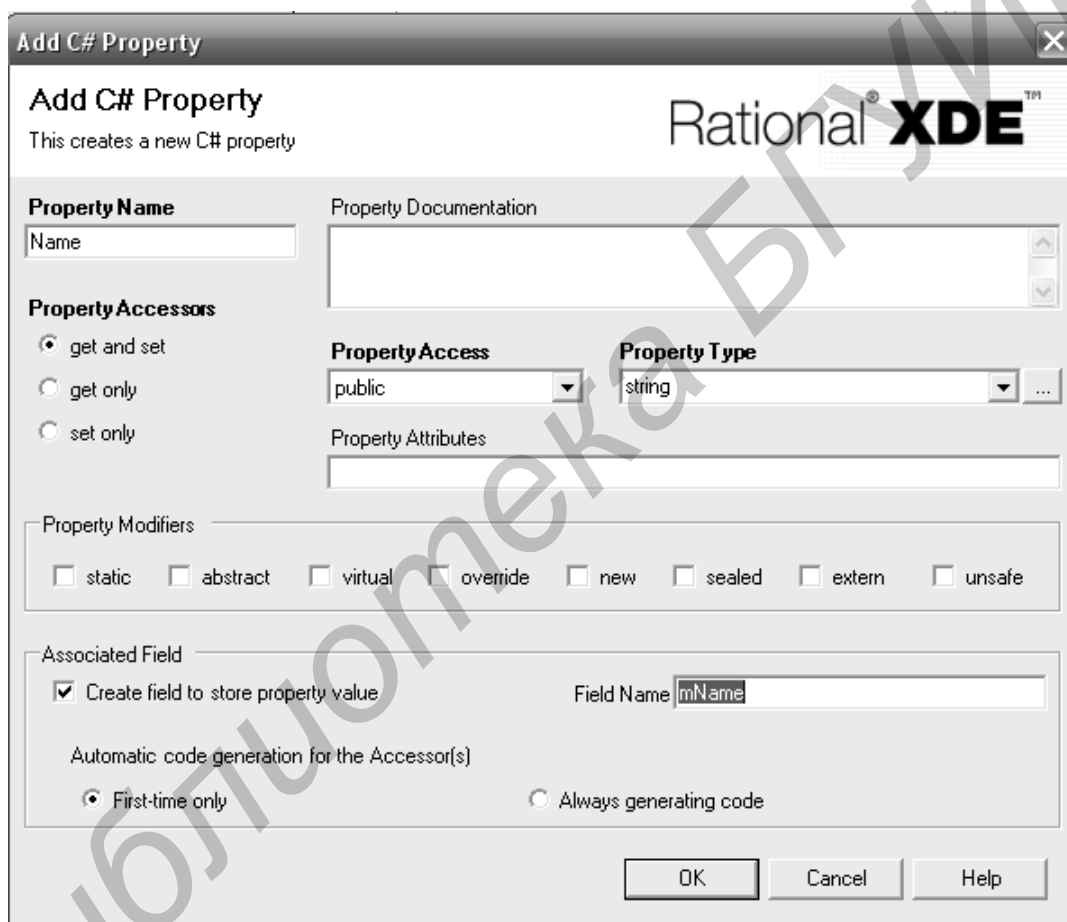 Add C# Property
Add C# Property
This creates a new C# property
Rational® XDE™
Property Name
Property Documentation
Name
Property Accessors
get and set
Property Access
Property Type
get only
public
string
...
set only
Property Attributes
Property Modifiers
static abstract virtual override new sealed extern unsafe
Associated Field
Create field to store property value
Field Name mName
Automatic code generation for the Accessor(s)
First-time only
Always generating code
OK Cancel Help
блиотека БГУИ